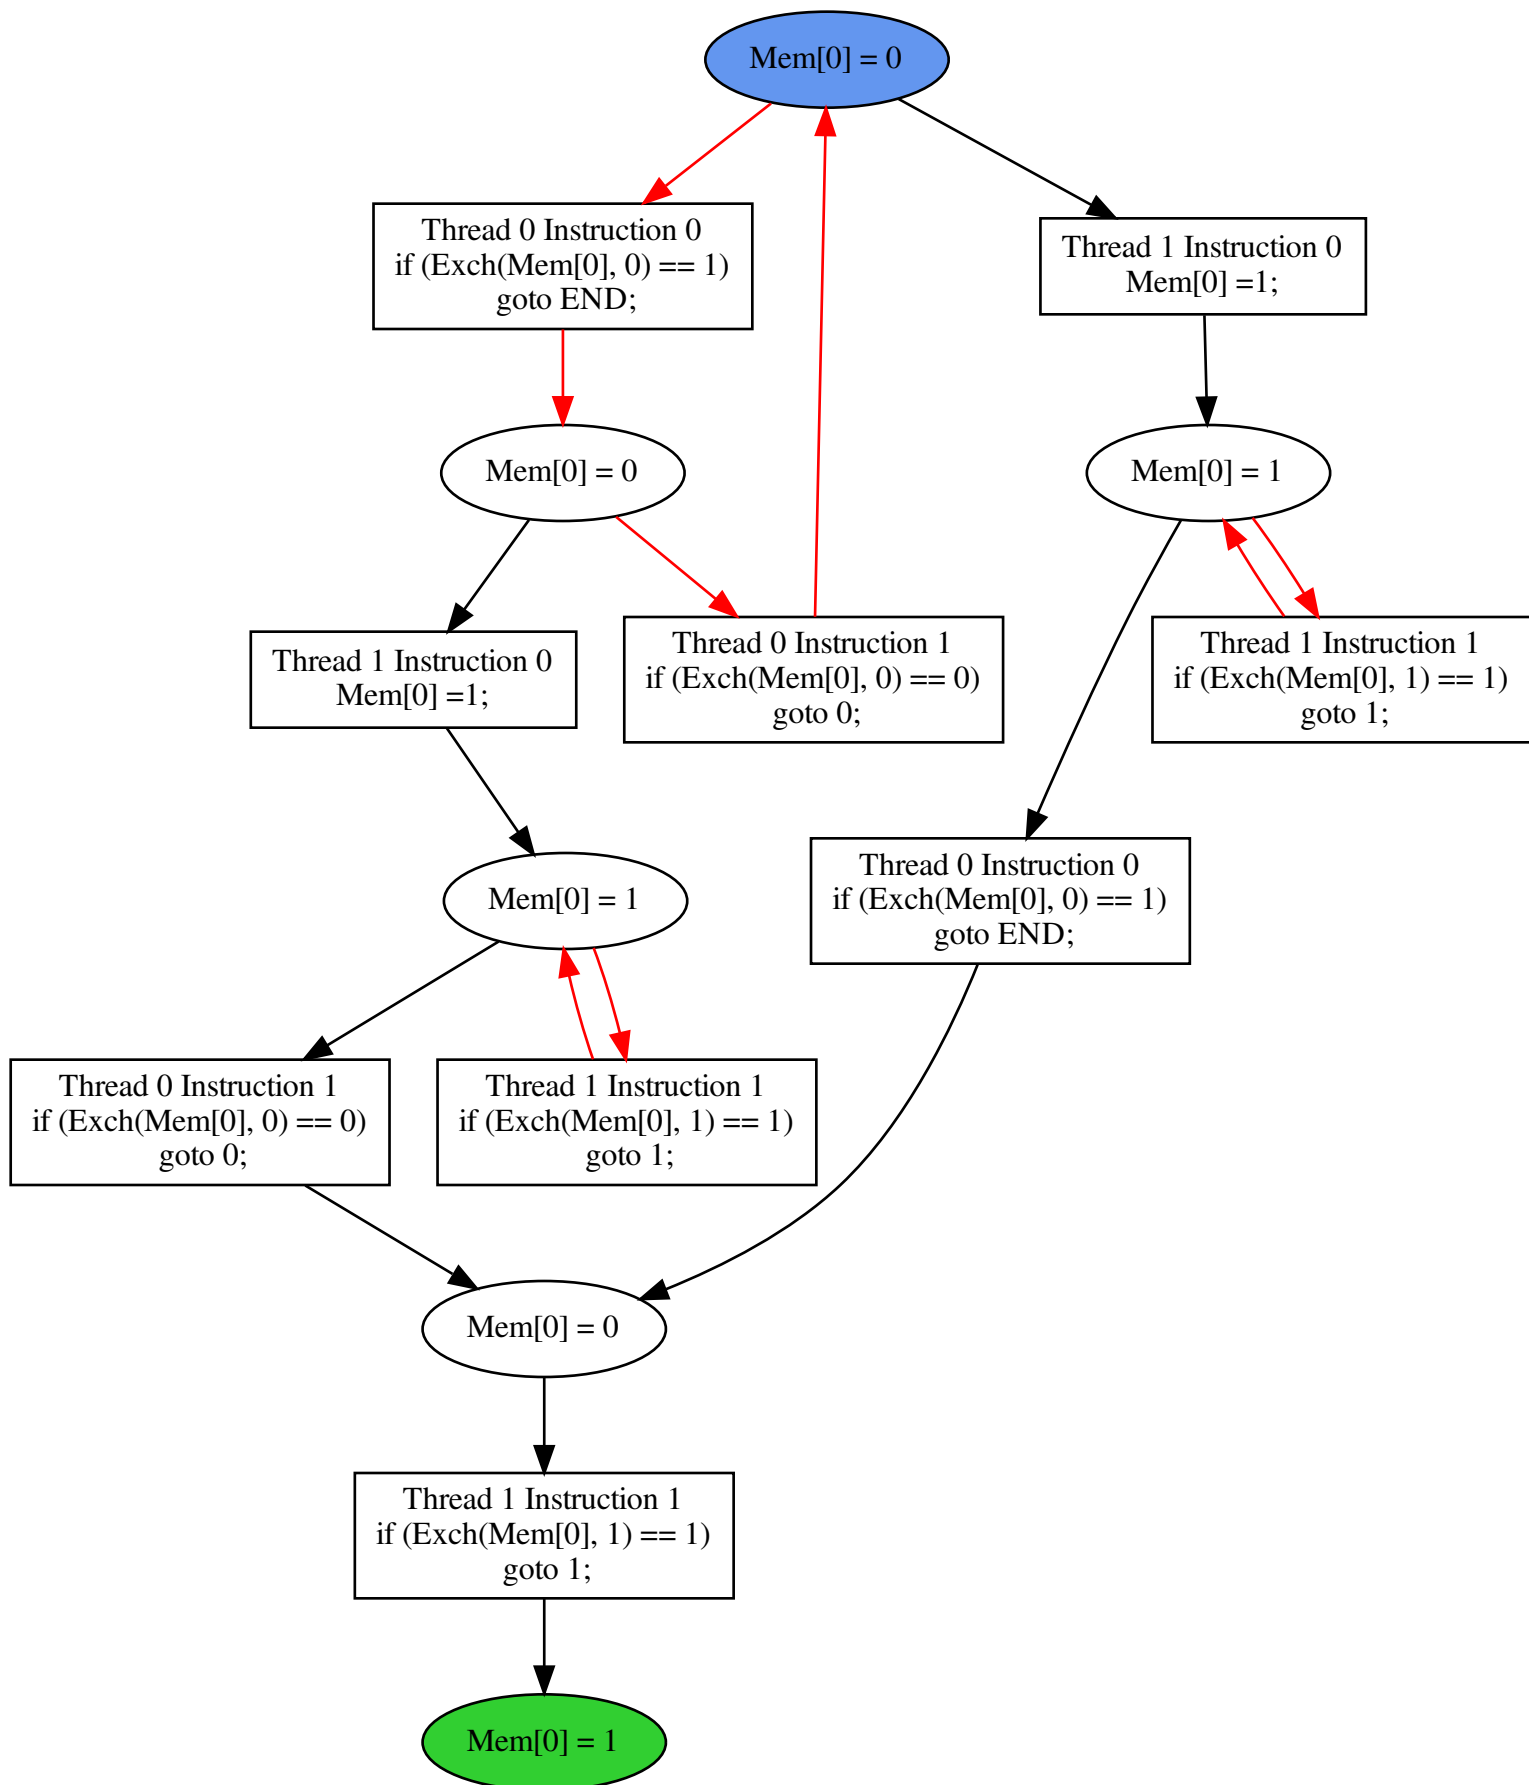 Mem[0] = 0
Thread 0 Instruction 0
if (Exch(Mem[0], 0) == 1)
goto END;
Thread 1 Instruction 0
Mem[0] =1;
Mem[0] = 0
Mem[0] = 1
Thread 1 Instruction 0
Mem[0] =1;
Thread 0 Instruction 1
if (Exch(Mem[0], 0) == 0)
goto 0;
Thread 1 Instruction 1
if (Exch(Mem[0], 1) == 1)
goto 1;
Mem[0] = 1
Thread 0 Instruction 0
if (Exch(Mem[0], 0) == 1)
goto END;
Thread 0 Instruction 1
if (Exch(Mem[0], 0) == 0)
goto 0;
Thread 1 Instruction 1
if (Exch(Mem[0], 1) == 1)
goto 1;
Mem[0] = 0
Thread 1 Instruction 1
if (Exch(Mem[0], 1) == 1)
goto 1;
Mem[0] = 1